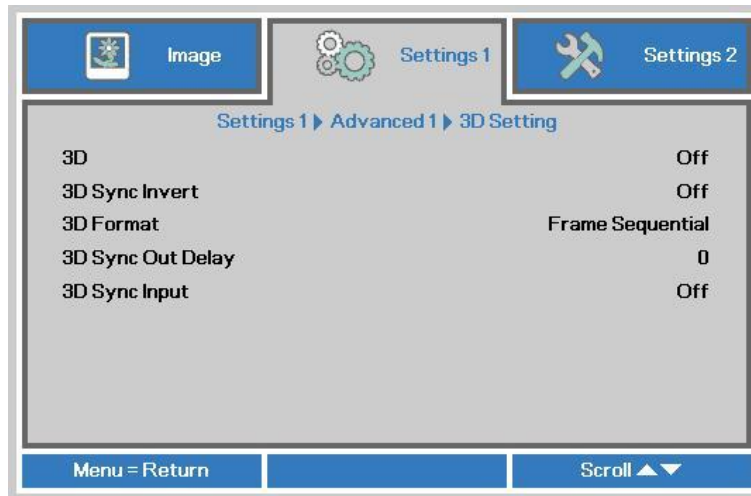 Image
Settings 1
Settings 2
Settings 1 Advanced 1 3D Setting
3D Off
3D Sync Invert Off
3D Format Frame Sequential
3D Sync Out Delay 0
3D Sync Input Off
Menu = Return
Scroll